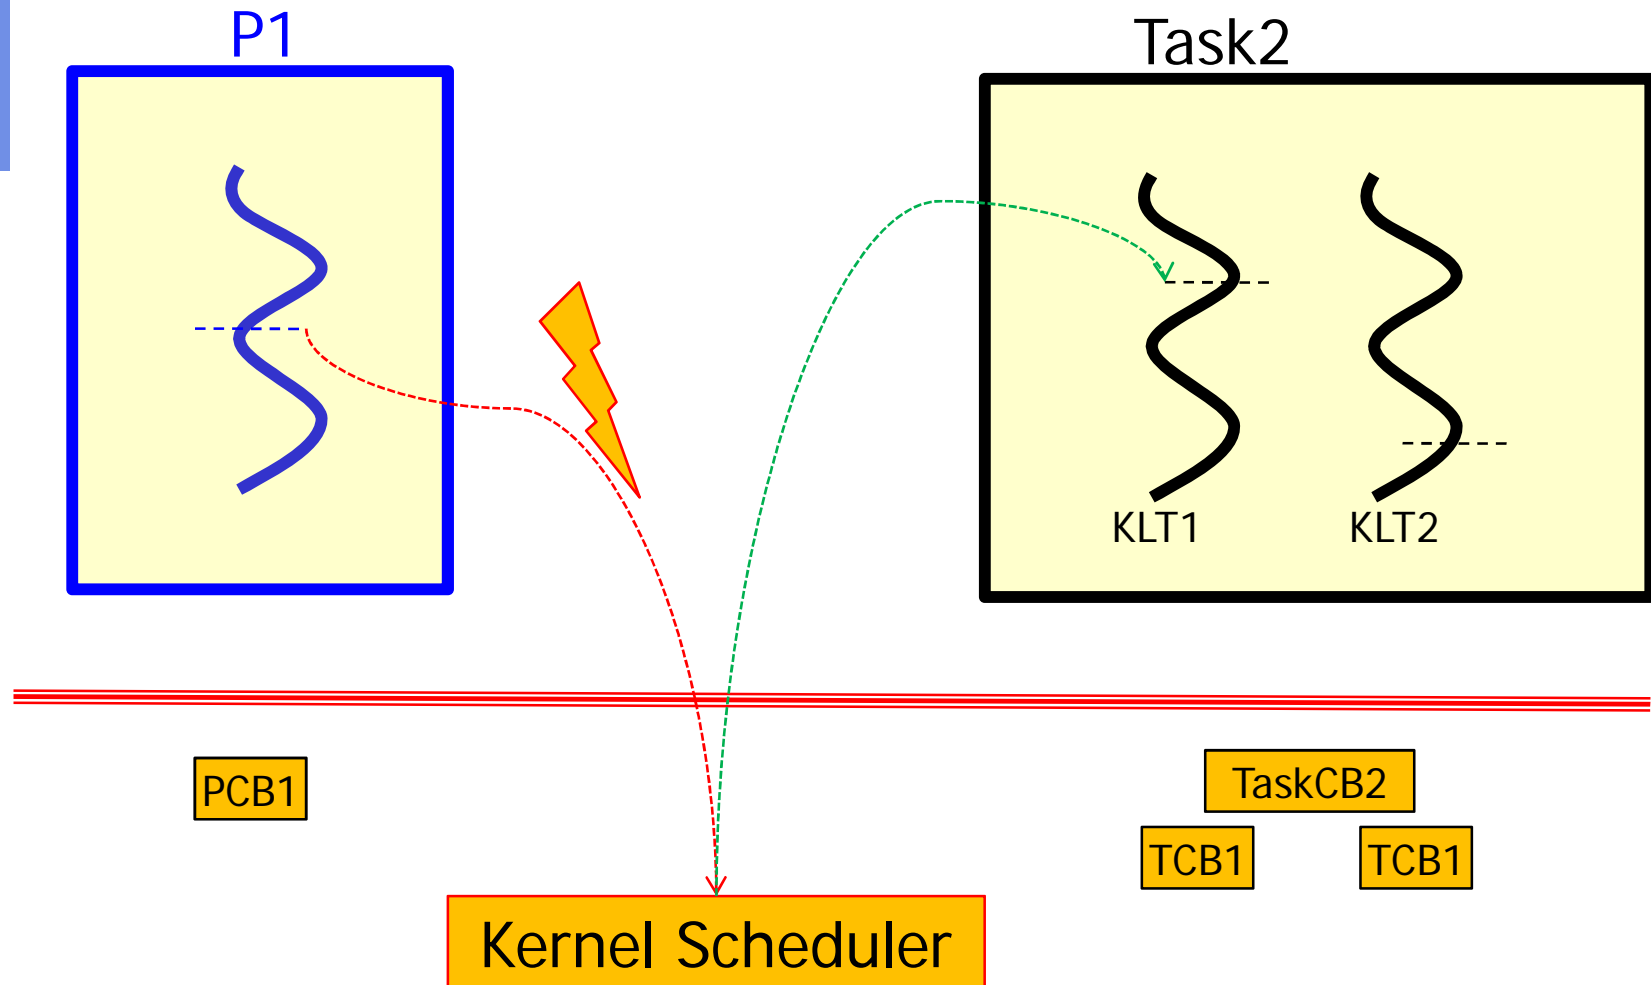 P1
Task2
KLT1
KLT2
PCB1
TaskCB2
TCB1
TCB1
Kernel Scheduler